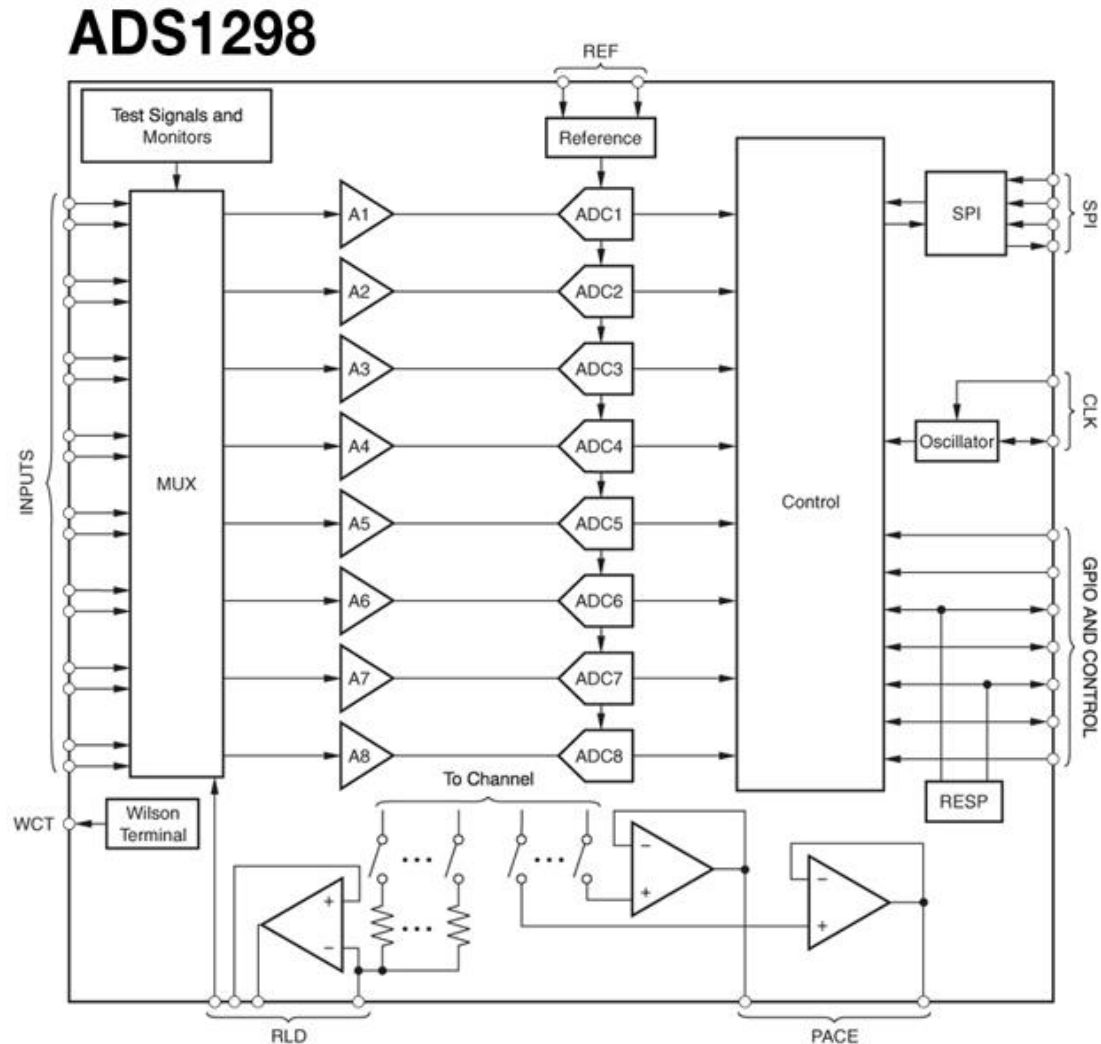 ADS1298
REF
Test Signals and
Monitors
Reference
A1
ADC1
SPI
SPI
A2
ADC2
A3
ADC3
CLK
A4
ADC4
Oscillator
INPUTS
MUX
Control
A5
ADC5
A6
ADC6
GPIO AND CONTROL
A7
ADC7
A8
ADC8
To Channel
RESP
WCT
Wilson
Terminal
− 
+
−
+
+
−
RLD
PACE